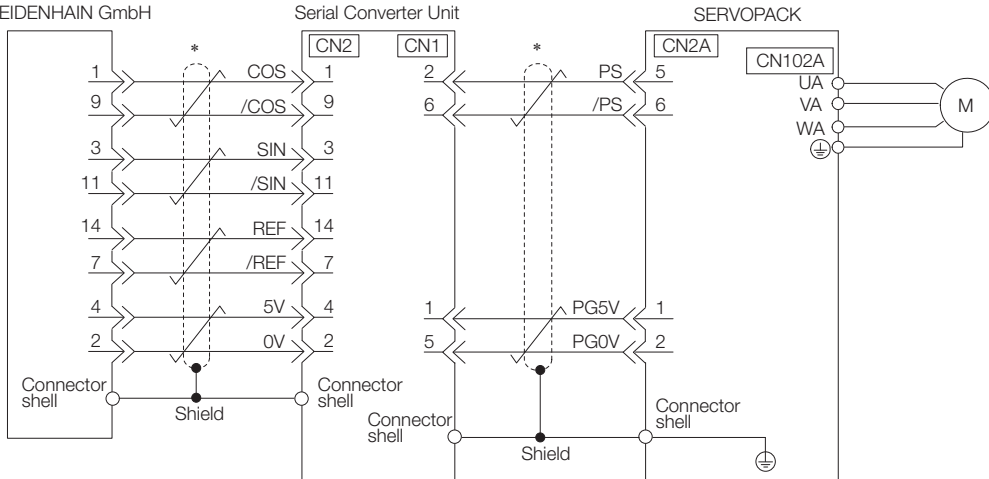 EIDENHAIN GmbH
Serial Converter Unit
SERVOPACK
CN2
CN1
CN2A
CN102A
*
*
1 COS 1
9 /COS 9
3 SIN 3
11 /SIN 11
14 REF 14
7 /REF 7
4 5V 4
2 0V 2
Connector
shell
Shield
Connector
shell
2 PS 5
6 /PS 6
1 PG5V 1
5 PG0V 2
Connector
shell
Shield
Connector
shell
UA
VA
WA
M